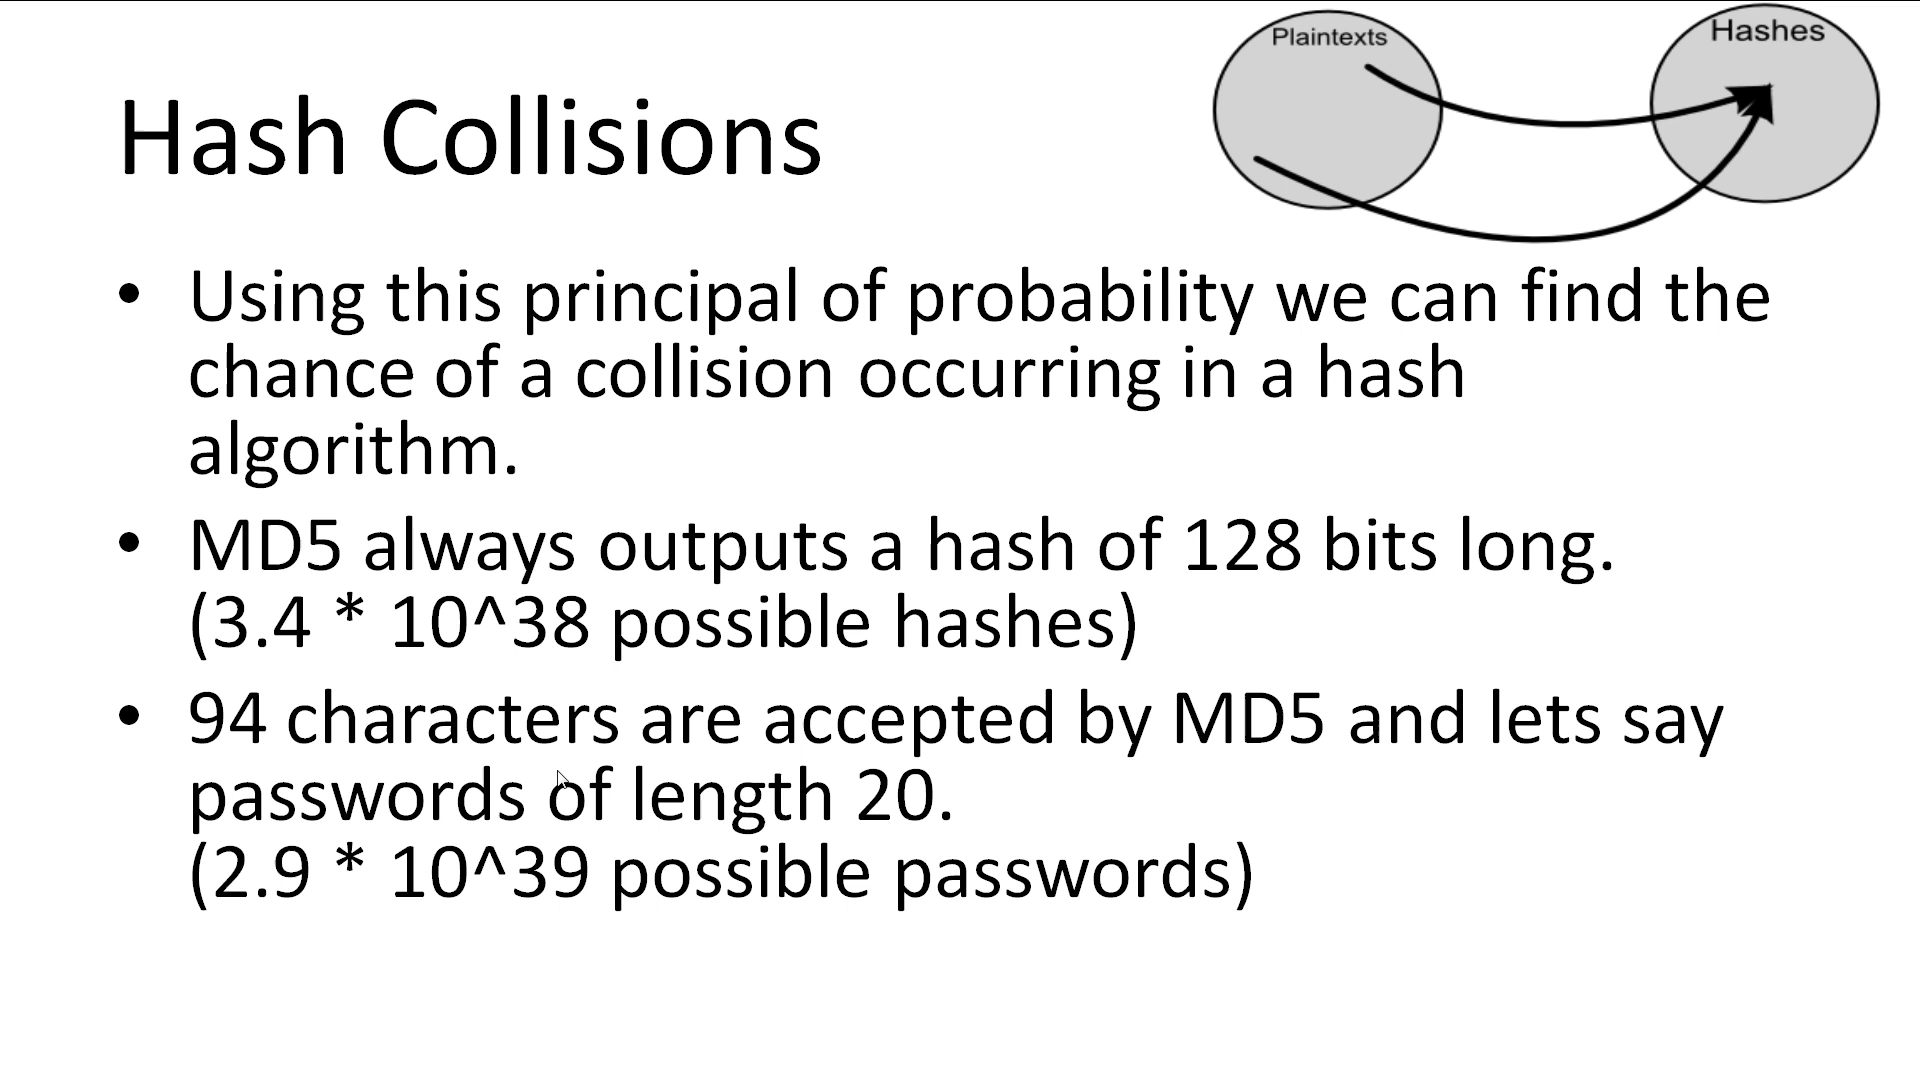 Plaintexts
Hashes
Hash Collisions
• Using this principal of probability we can find the
chance of a collision occurring in a hash
algorithm.
• MD5 always outputs a hash of 128 bits long.
(3.4 * 10^38 possible hashes)
• 94 characters are accepted by MD5 and lets say
passwords of length 20.
(2.9 * 10^39 possible passwords)